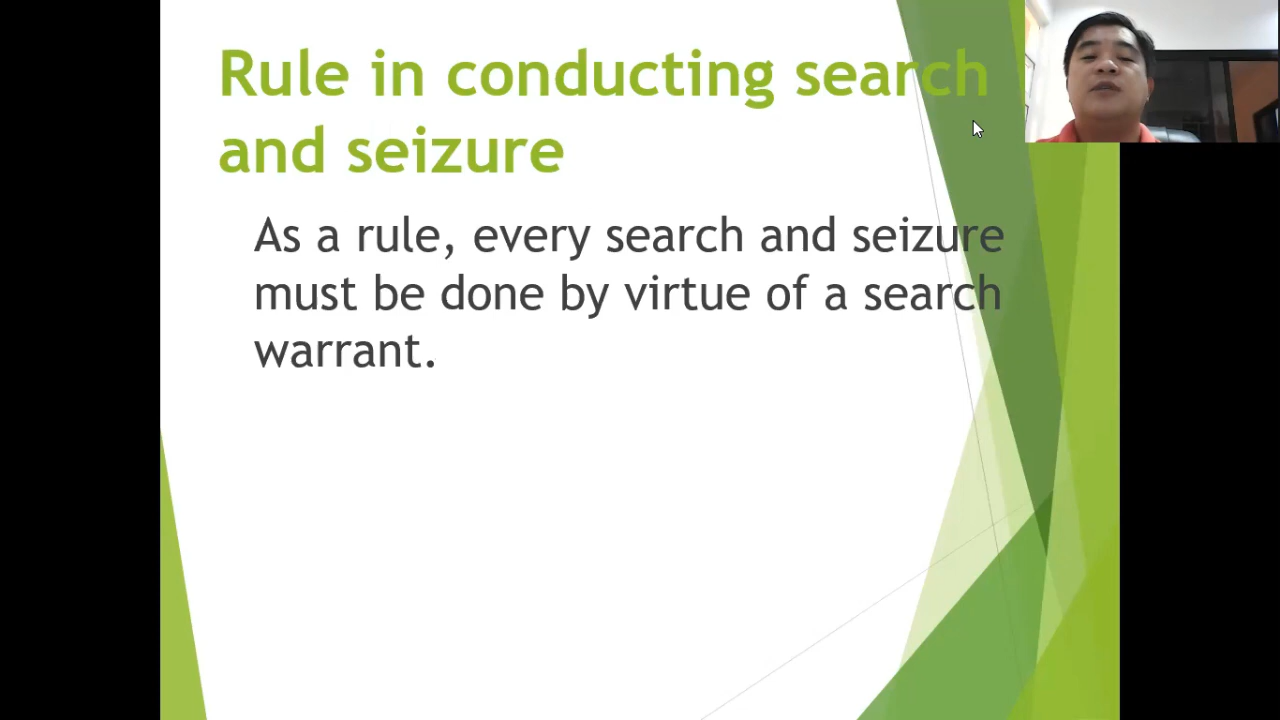 Rule in conducting search
and seizure
As a rule, every search and seizure
must be done by virtue of a search
warrant.